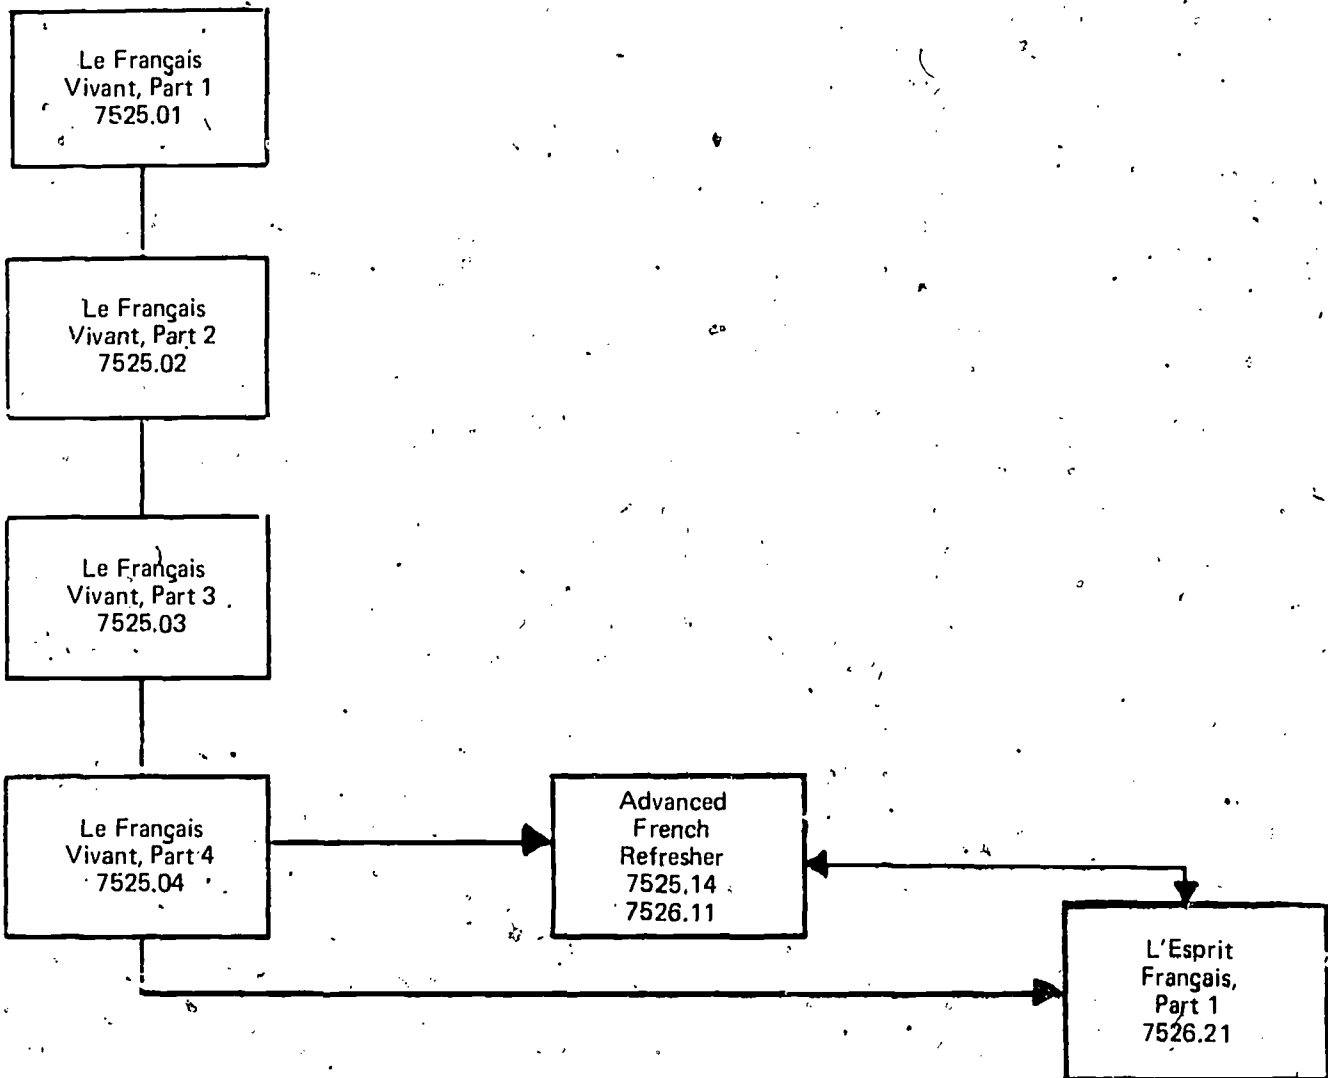 Le Français
Vivant, Part 1
7525.01
Le Français
Vivant, Part 2
7525.02
Le Français
Vivant, Part 3
7525.03
Le Français
Vivant, Part 4
7525.04
Advanced
French
Refresher
7525.14
7526.11
L'Esprit
Français,
Part 1
7526.21